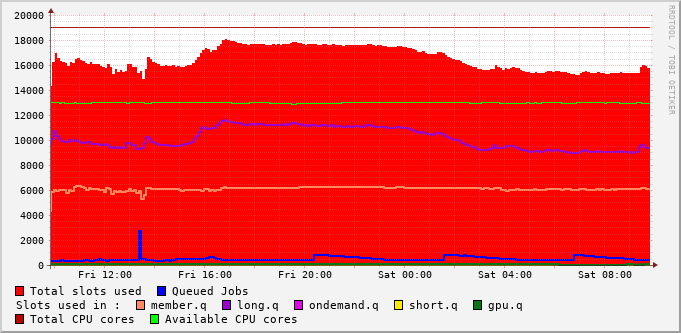 20000
18000
16000
14000
12000
10000
8000
6000
4000
2000
0
Fri 12:00 Fri 16:00 Fri 20:00 Sat 00:00 Sat 04:00 Sat 08:00
Total slots used Queued Jobs
Slots used in : member.q long.q ondemand.q short.q gpu.q
Total CPU cores Available CPU cores
RRDTOOL / TOBI OETIKER